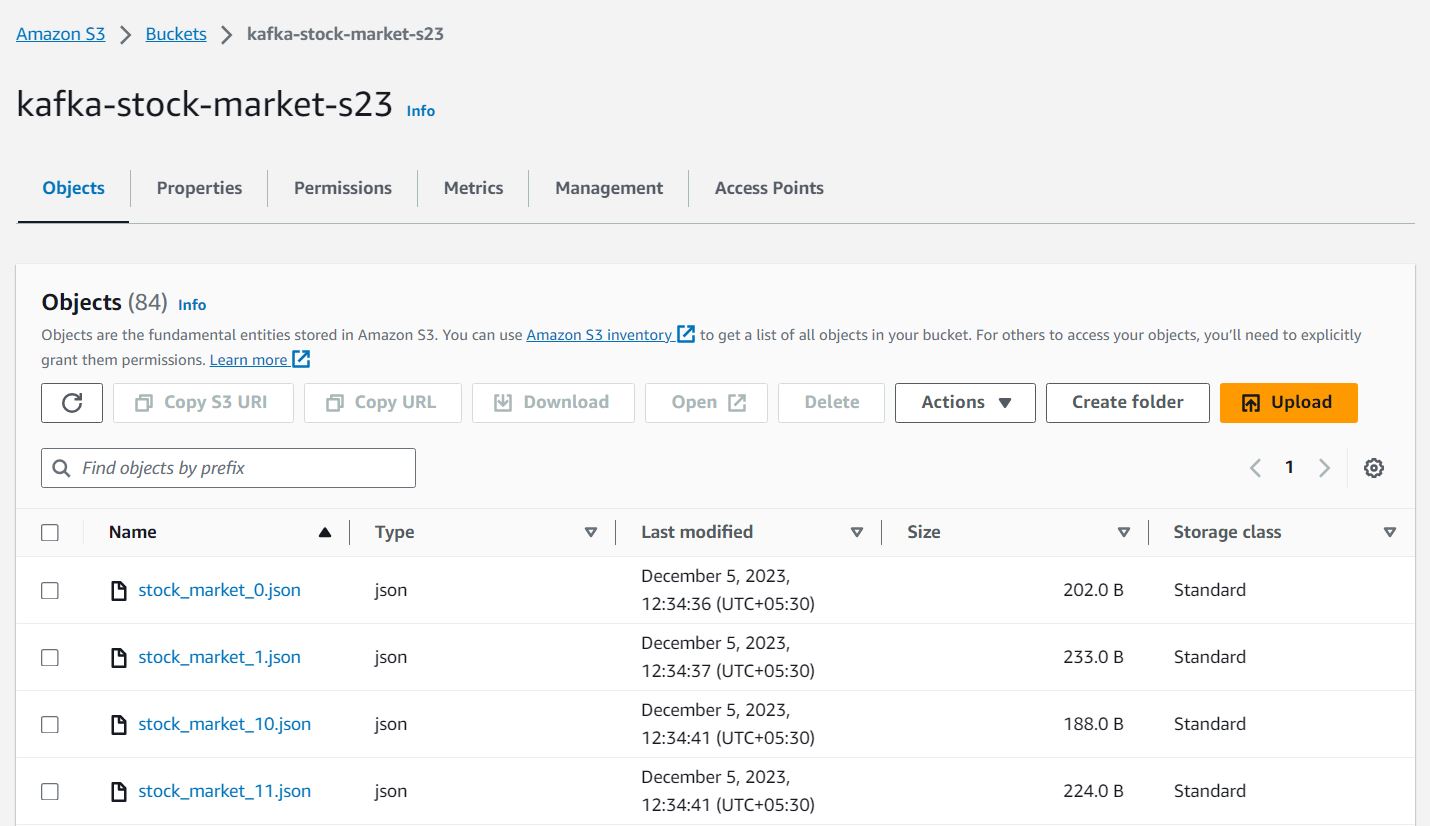 Amazon S3 > Buckets > kafka-stock-market-s23
kafka-stock-market-s23 Info
Objects Properties Permissions Metrics Management Access Points
Objects (84) Info
Objects are the fundamental entities stored in Amazon S3. You can use Amazon S3 inventory to get a list of all objects in your bucket. For others to access your objects, you'll need to explicitly
grant them permissions. Learn more
Copy S3 URI Copy URL Download Open Delete Actions Create folder Upload
Find objects by prefix 1
Name Type Last modified Size Storage class
stock_market_0.json json December 5, 2023, 202.0 B Standard
12:34:36 (UTC+05:30)
stock_market_1.json json December 5, 2023, 233.0 B Standard
12:34:37 (UTC+05:30)
stock_market_10.json json December 5, 2023, 188.0 B Standard
12:34:41 (UTC+05:30)
stock_market_11.json json December 5, 2023, 224.0 B Standard
12:34:41 (UTC+05:30)